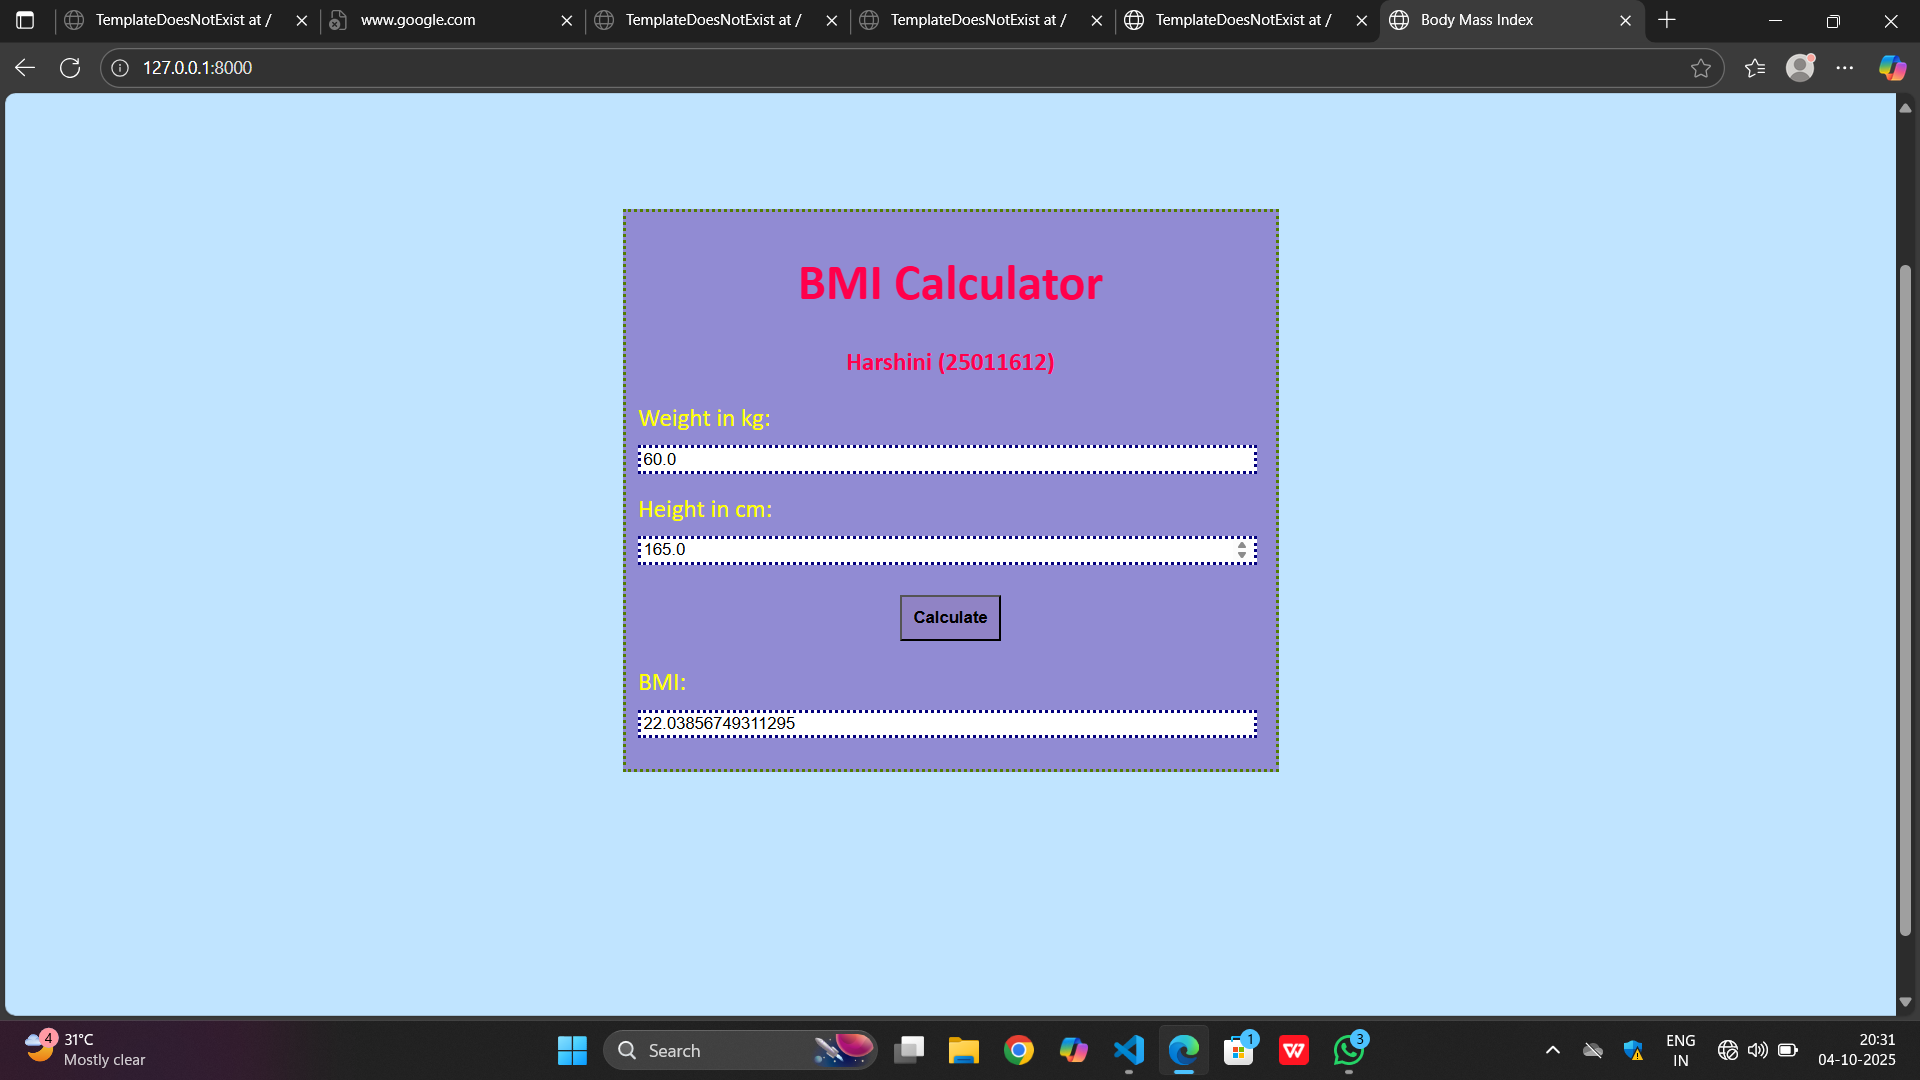 TemplateDoesNotExist at /
www.google.com
TemplateDoesNotExist at /
TemplateDoesNotExist at /
TemplateDoesNotExist at /
Body Mass Index
127.0.0.1:8000
BMI Calculator
Harshini (25011612)
Weight in kg:
60.0
Height in cm:
165.0
Calculate
BMI:
22.03856749311295
4
31°C
Mostly clear
Search
1
W
3
ENG
IN
20:31
04-10-2025